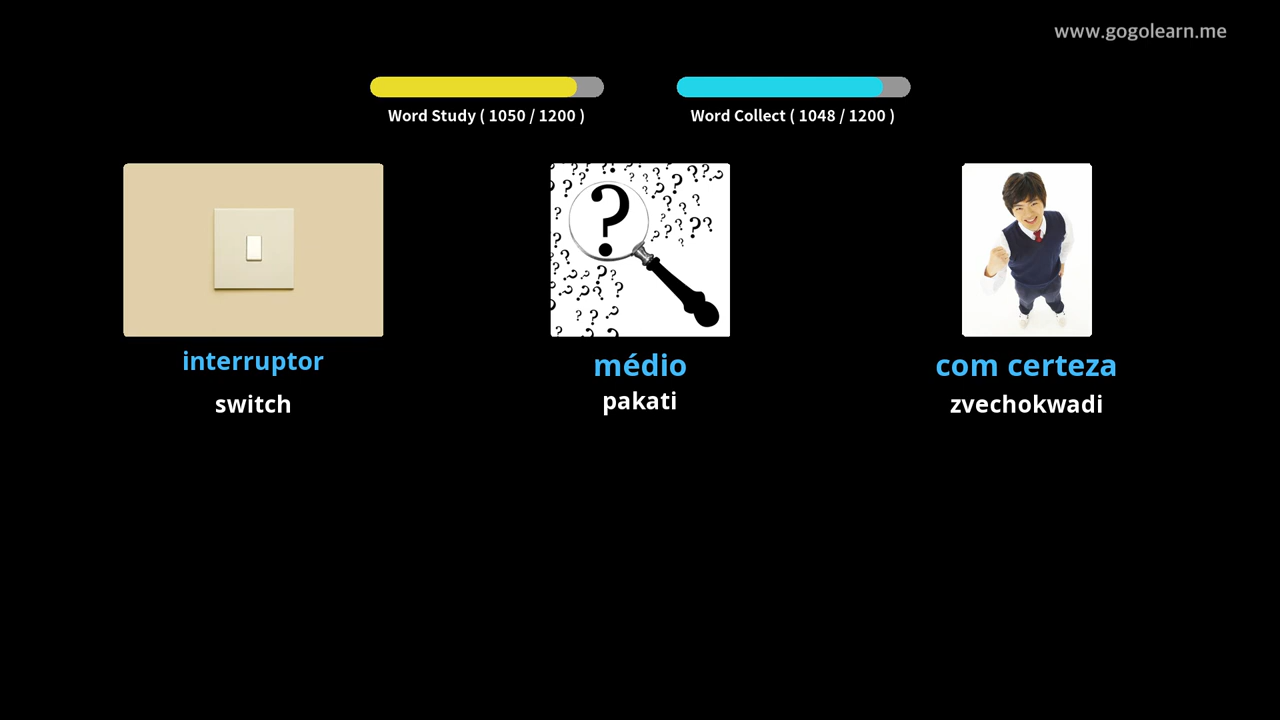 www.gogolearn.me
Word Study ( 1050 / 1200 )
Word Collect ( 1048 / 1200 )
interruptor
switch
médio
pakati
com certeza
zvechokwadi